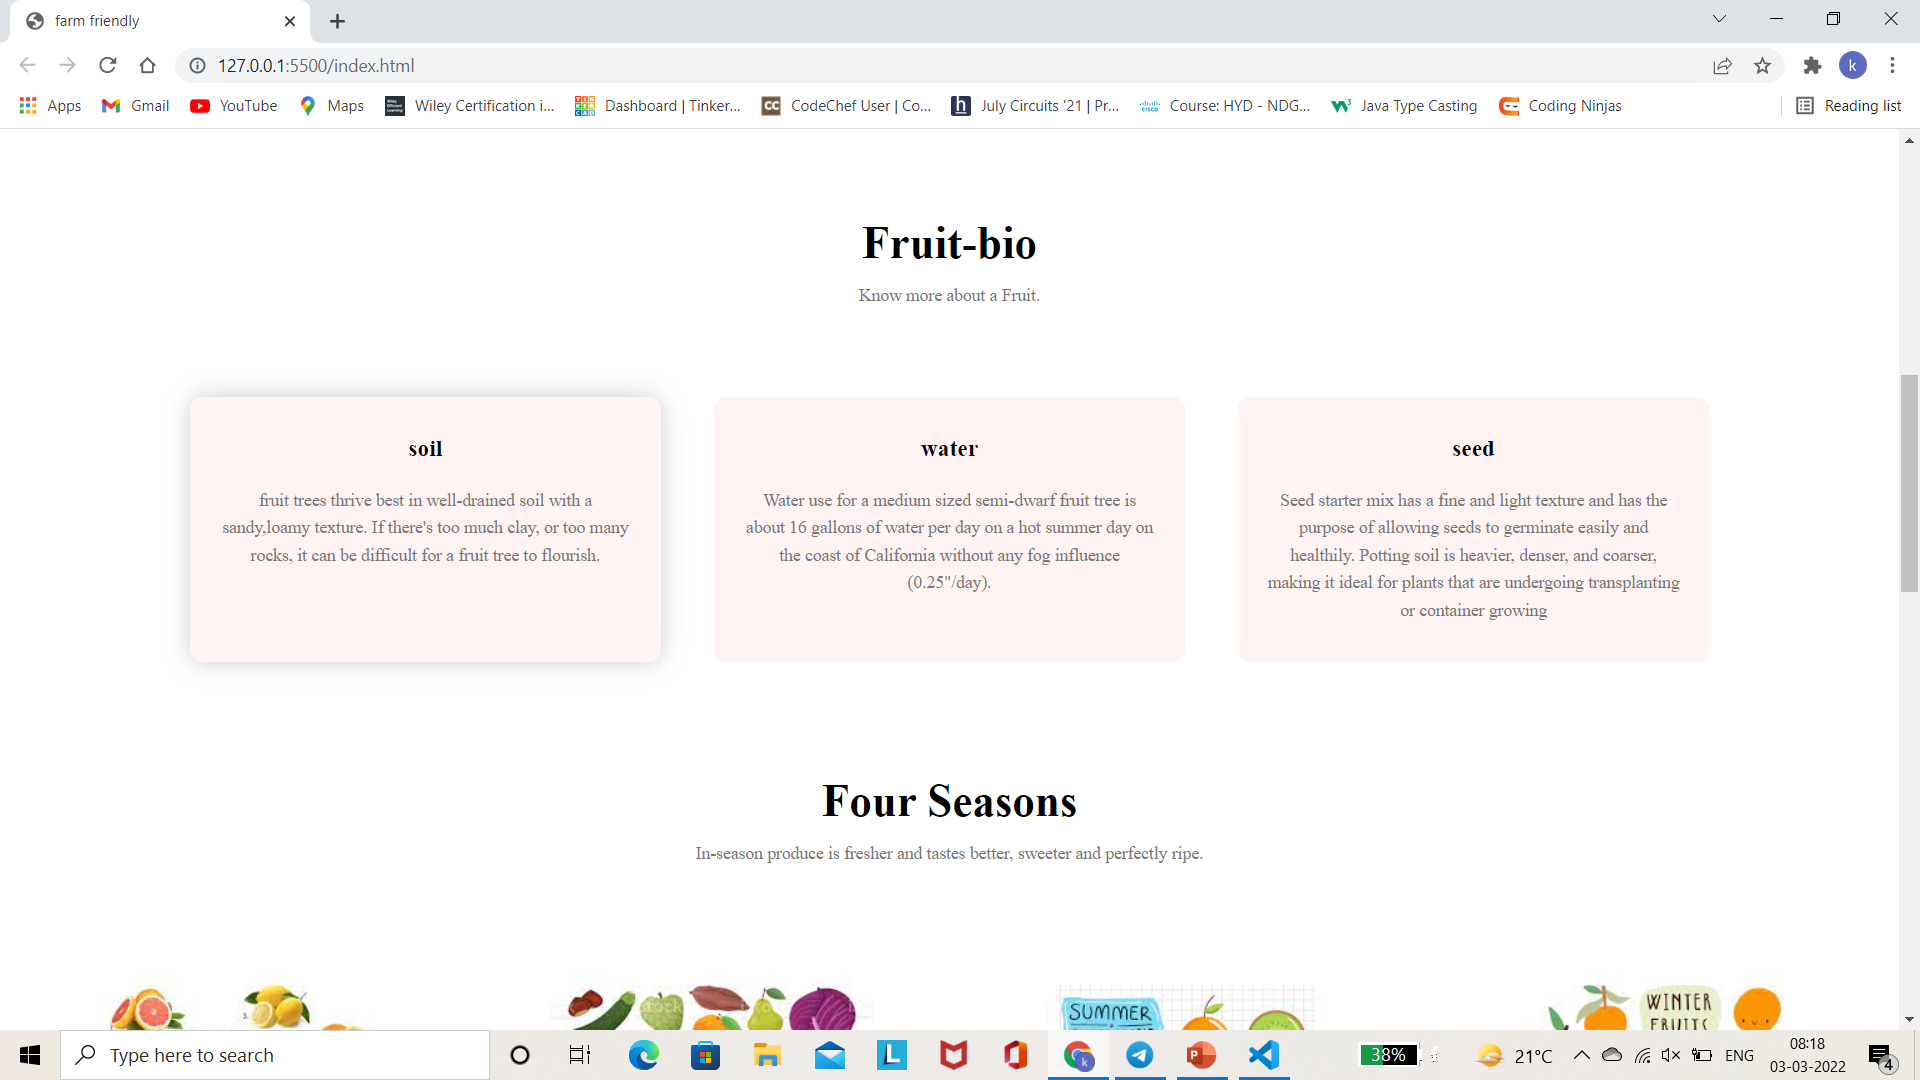 farm friendly
127.0.0.1:5500/index.html
k
Apps
Gmail
YouTube
Maps
Wiley Certification i...
Dashboard | Tinker...
CC
CodeChef User | Co...
h
July Circuits '21 | Pr...
Course: HYD - NDG...
Java Type Casting
Coding Ninjas
Reading list
Fruit-bio
Know more about a Fruit.
soil
fruit trees thrive best in well-drained soil with a
sandy,loamy texture. If there's too much clay, or too many
rocks, it can be difficult for a fruit tree to flourish.
water
Water use for a medium sized semi-dwarf fruit tree is
about 16 gallons of water per day on a hot summer day on
the coast of California without any fog influence
(0.25"/day).
seed
Seed starter mix has a fine and light texture and has the
purpose of allowing seeds to germinate easily and
healthily. Potting soil is heavier, denser, and coarser,
making it ideal for plants that are undergoing transplanting
or container growing
Four Seasons
In-season produce is fresher and tastes better, sweeter and perfectly ripe.
SUMMER
WINTER
FRUITS
Type here to search
38%
21°C
ENG
08:18
03-03-2022
4